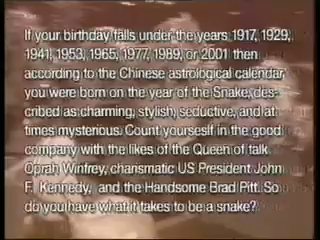 If your birthday falls under the years 1917, 1929,
1941, 1953, 1965, 1977, 1989, or 2001 then
according to the Chinese astrological calendar
you were born on the year of the Snake, des-
cribed as charming, stylish, seductive, and at
times mysterious. Count yourself in the good
company with the likes of the Queen of talk
Oprah Winfrey, charismatic US President John
F. Kennedy, and the Handsome Brad Pitt. So
do you have what it takes to be a snake?